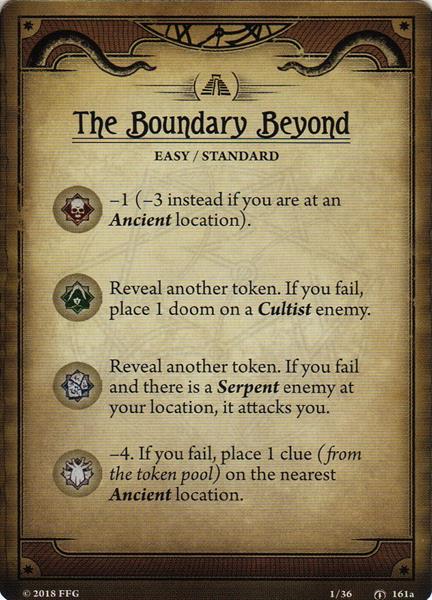 The Boundary Beyond
EASY / STANDARD
–1 (–3 instead if you are at an
Ancient location).
Reveal another token. If you fail,
place 1 doom on a Cultist enemy.
Reveal another token. If you fail
and there is a Serpent enemy at
your location, it attacks you.
–4. If you fail, place 1 clue (from
the token pool) on the nearest
Ancient location.
© 2018 FFG 1/36 161a